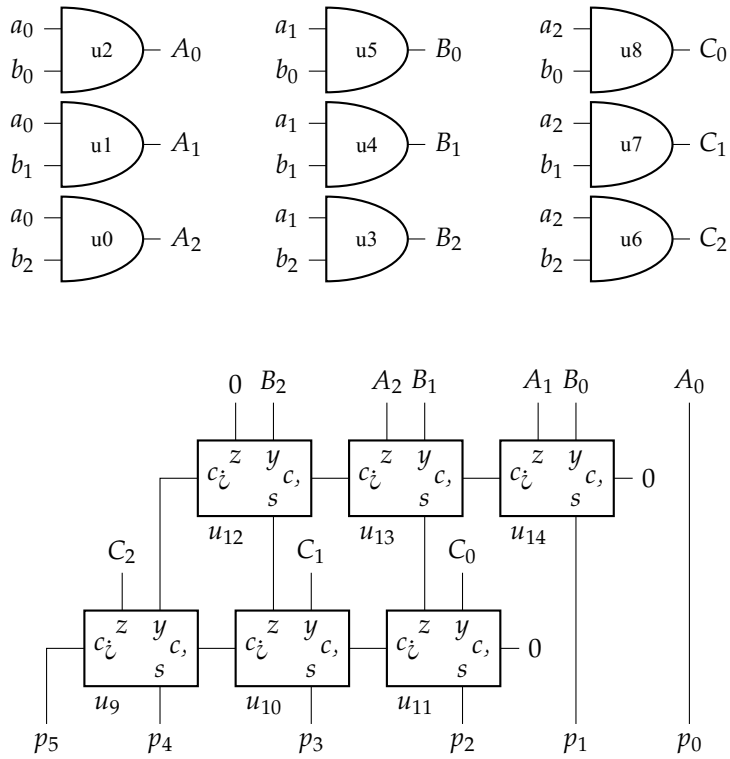 a₀ u2 A₀ a₁ u5 B₀ a₂ u8 C₀
b₀ b₀ b₀
a₀ u1 A₁ a₁ u4 B₁ a₂ u7 C₁
b₁ b₁ b₁
a₀ u0 A₂ a₁ u3 B₂ a₂ u6 C₂
b₂ b₂ b₂
0 B₂ A₂ B₁ A₁ B₀ A₀
z y z y z y
c¿ c, c¿ c, c¿ c, 0
s s s
u₁₂ u₁₃ u₁₄
C₂ C₁ C₀
z y z y z y
c¿ c, c¿ c, c¿ c, 0
s s s
u₉ u₁₀ u₁₁
p₅ p₄ p₃ p₂ p₁ p₀